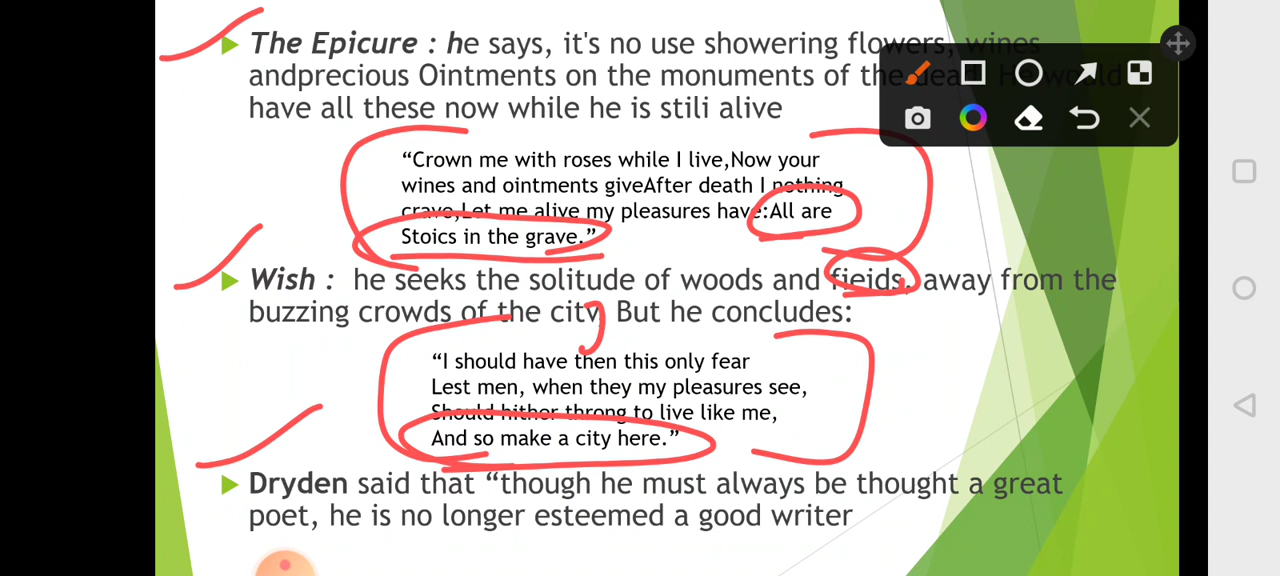 The Epicure : he says, it's no use showering flowers, wines
andprecious Ointments on the monuments of the dead. He would
have all these now while he is stili alive
“Crown me with roses while I live,Now your
wines and ointments giveAfter death I nothing
crave,Let me alive my pleasures have:All are
Stoics in the grave.”
Wish : he seeks the solitude of woods and fieids, away from the
buzzing crowds of the city, But he concludes:
“I should have then this only fear
Lest men, when they my pleasures see,
Should hither throng to live like me,
And so make a city here.”
Dryden said that “though he must always be thought a great
poet, he is no longer esteemed a good writer